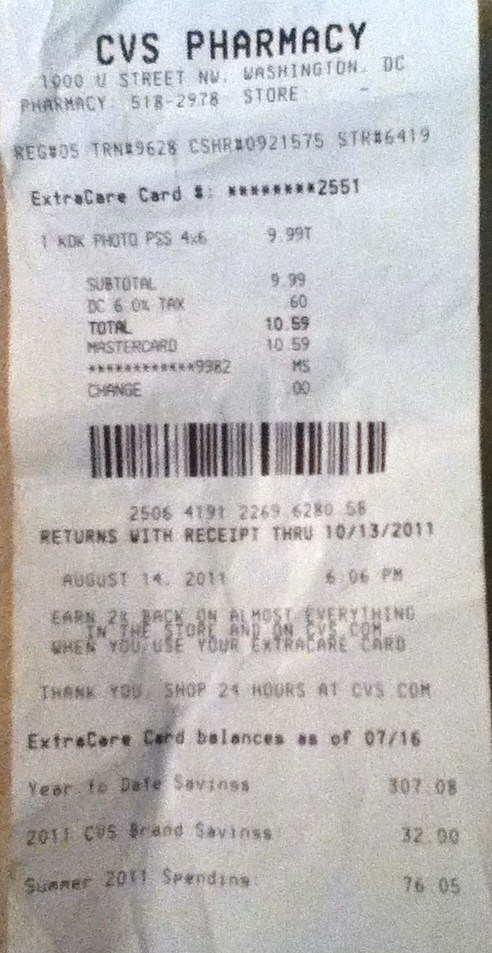 CVS PHARMACY
1000 U STREET NW. WASHINGTON. DC
PHARMACY: 518-2978 STORE -
REG#05 TRN#9628 CSHR#0921575 STR#6419
ExtraCare Card #: ********2551
1 KDK PHOTO PSS 4x6 9.99T
SUBTOTAL 9.99
DC 6.0% TAX .60
TOTAL 10.59
MASTERCARD 10.59
************9982 MS
CHANGE .00
2506 4191 2269 6280 58
RETURNS WITH RECEIPT THRU 10/13/2011
AUGUST 14, 2011 6:06 PM
EARN 2% BACK ON ALMOST EVERYTHING
IN THE STORE AND ON CVS.COM
WHEN YOU USE YOUR EXTRACARE CARD
THANK YOU. SHOP 24 HOURS AT CVS.COM
ExtraCare Card balances as of 07/16
Year to Date Savings 307.08
2011 CVS Brand Savings 32.00
Summer 2011 Spending: 76.05